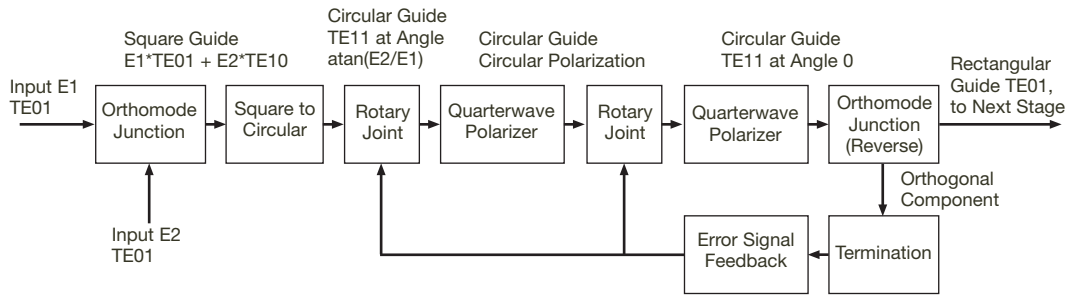 Square Guide
E1*TE01 + E2*TE10
Circular Guide
TE11 at Angle
atan(E2/E1)
Circular Guide
Circular Polarization
Circular Guide
TE11 at Angle 0
Rectangular
Guide TE01,
to Next Stage
Input E1
TE01
Orthomode
Junction
Square to
Circular
Rotary
Joint
Quarterwave
Polarizer
Rotary
Joint
Quarterwave
Polarizer
Orthomode
Junction
(Reverse)
Orthogonal
Component
Input E2
TE01
Error Signal
Feedback
Termination